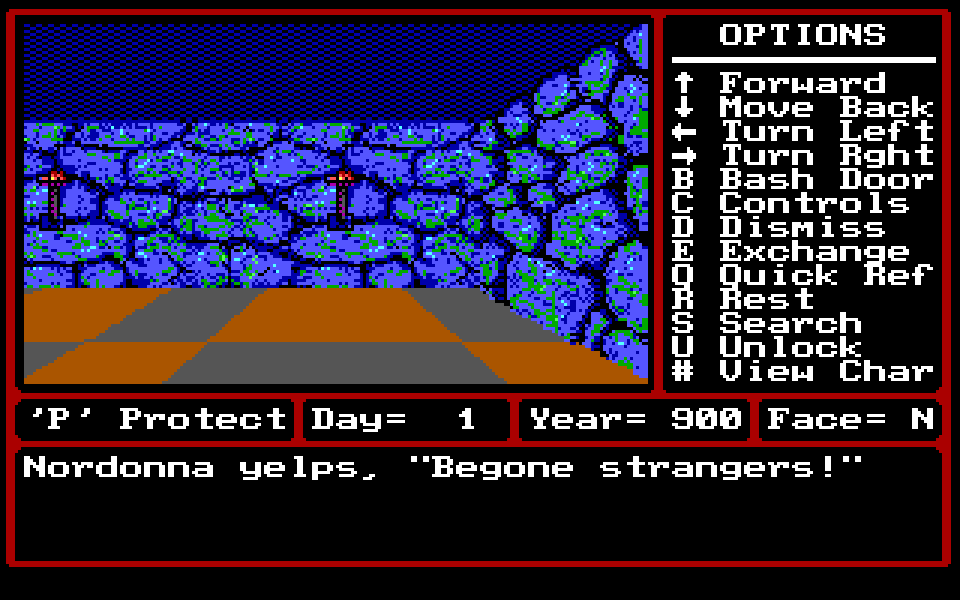 OPTIONS
↑ Forward
↓ Move Back
← Turn Left
→ Turn Rght
B Bash Door
C Controls
D Dismiss
E Exchange
Q Quick Ref
R Rest
S Search
U Unlock
# View Char
'P' Protect
Day= 1
Year= 900
Face= N
Nordonna yelps, "Begone strangers!"